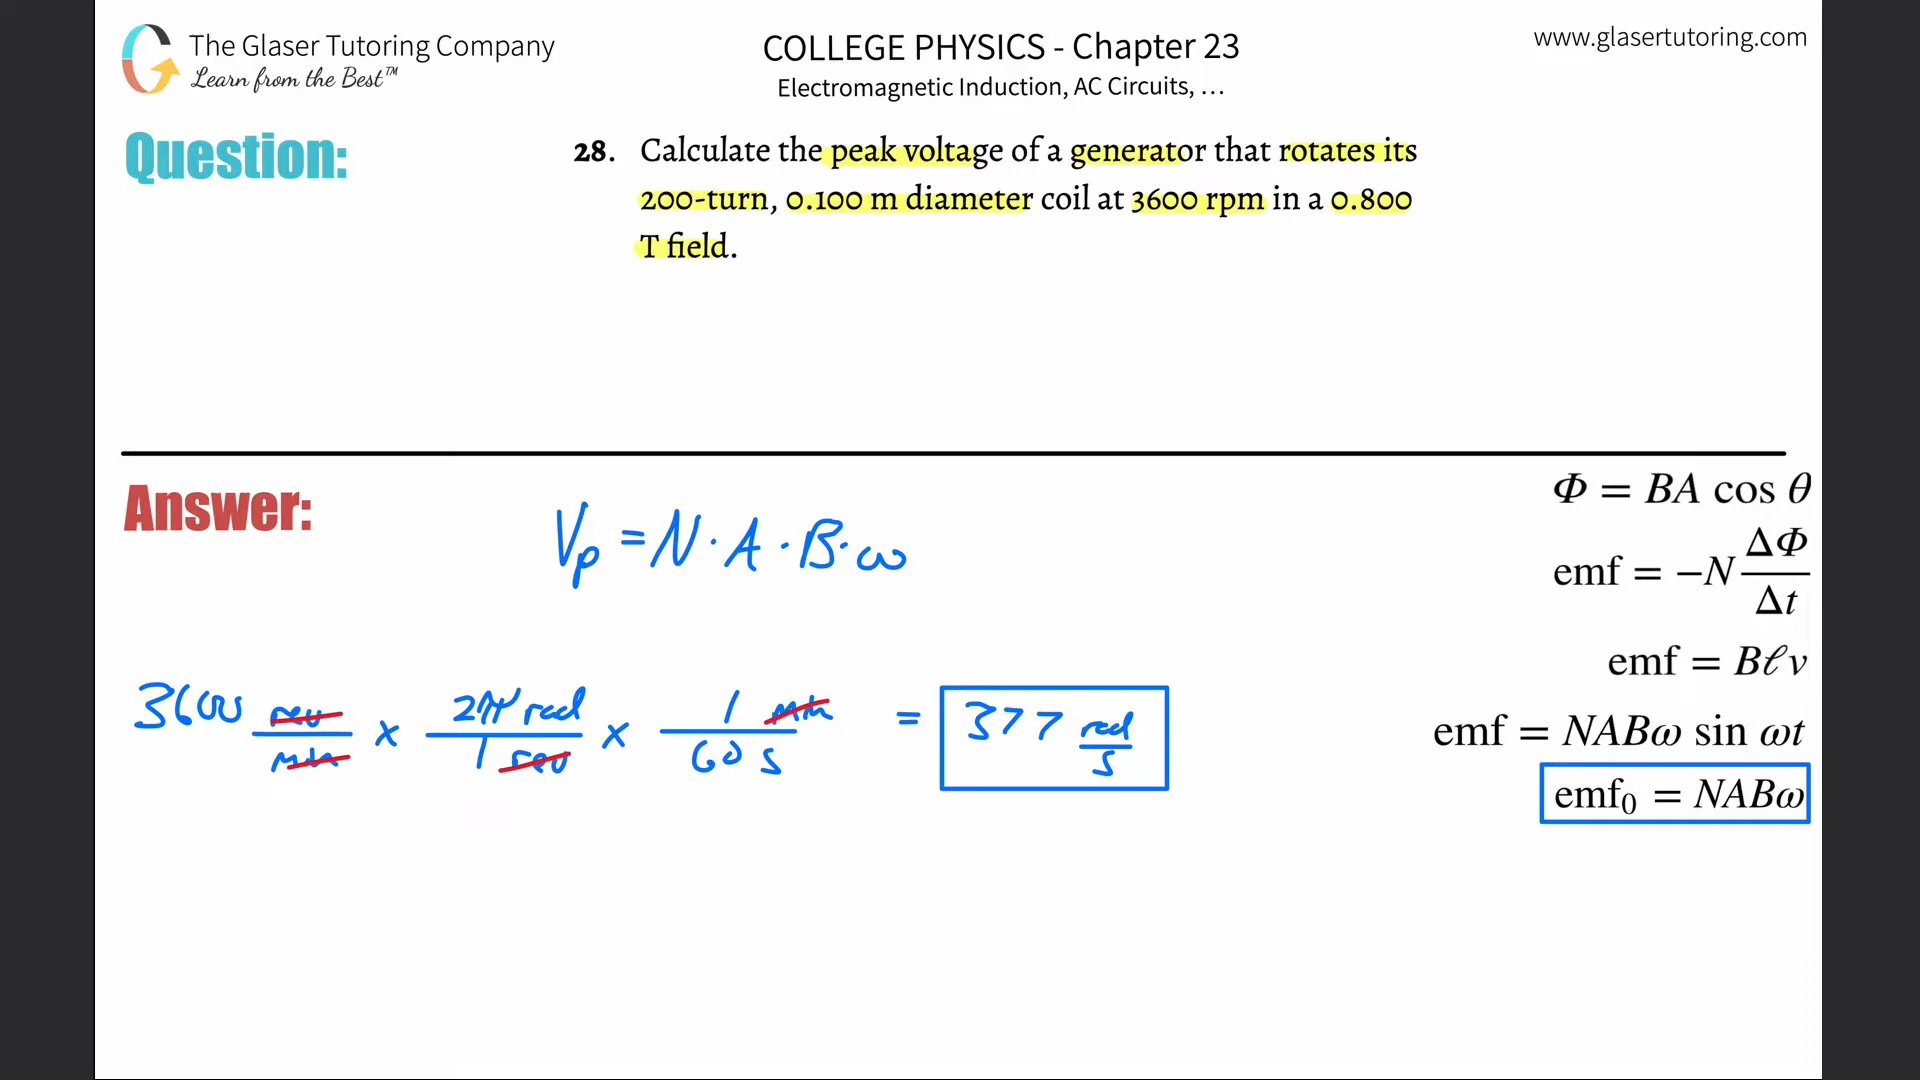 The Glaser Tutoring Company
Learn from the Best™
COLLEGE PHYSICS - Chapter 23
Electromagnetic Induction, AC Circuits, …
www.glasertutoring.com
Question:
28. Calculate the peak voltage of a generator that rotates its
200-turn, 0.100 m diameter coil at 3600 rpm in a 0.800
T field.
Answer:
Vp = N · A · B · ω
3600 rev/min × 2π rad/1 rev × 1 min/60 s = 377 rad/s
Φ = BA cos θ
emf = −N ΔΦ/Δt
emf = Bℓv
emf = NABω sin ωt
emf₀ = NABω